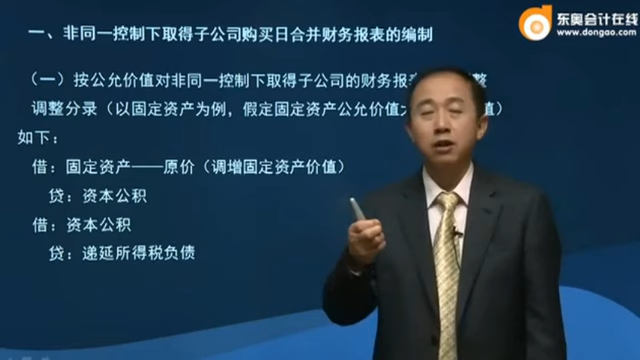 东奥会计在线
www.dongao.com
一、非同一控制下取得子公司购买日合并财务报表的编制
（一）按公允价值对非同一控制下取得子公司的财务报
调整分录（以固定资产为例，假定固定资产公允价值 值）
如下：
借：固定资产——原价（调增固定资产价值）
贷：资本公积
借：资本公积
贷：递延所得税负债